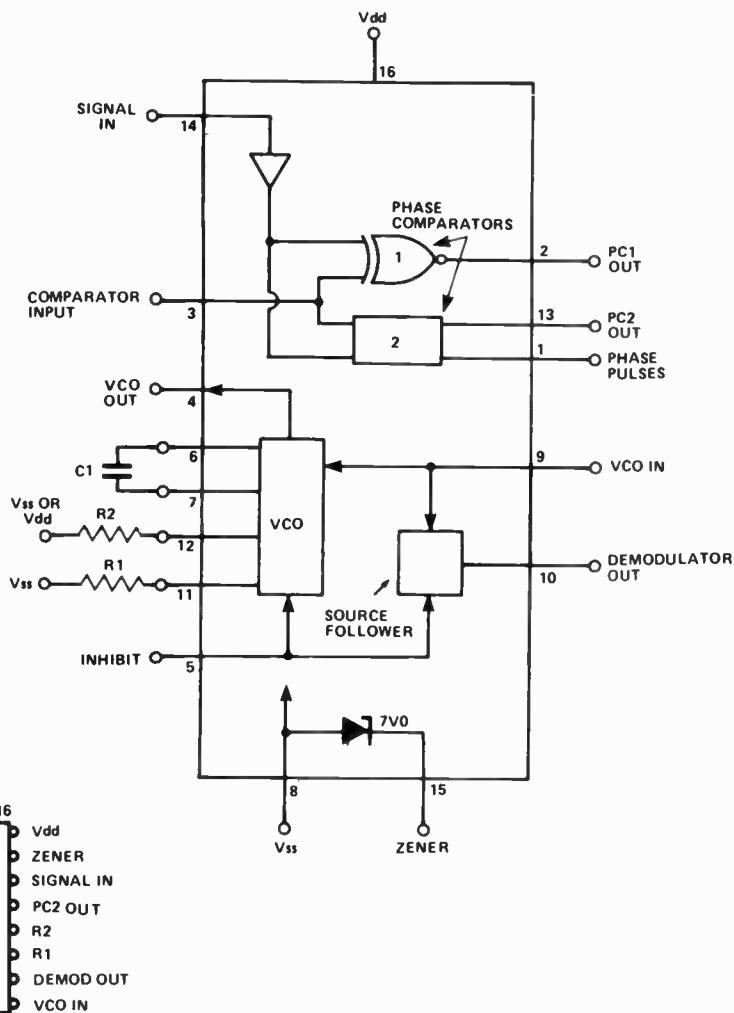 Vdd
16
SIGNAL
IN
14
PHASE
COMPARATORS
1
2
PC1
OUT
COMPARATOR
INPUT
3
2
13
PC2
OUT
1
PHASE
PULSES
VCO
OUT
4
6
C1
7
VCO
9
VCO IN
Vss OR
Vdd
R2
12
R1
Vss
11
10
DEMODULATOR
OUT
SOURCE
FOLLOWER
INHIBIT
5
7V0
8
15
Vss
ZENER
16
Vdd
ZENER
SIGNAL IN
PC2 OUT
R2
R1
DEMOD OUT
VCO IN